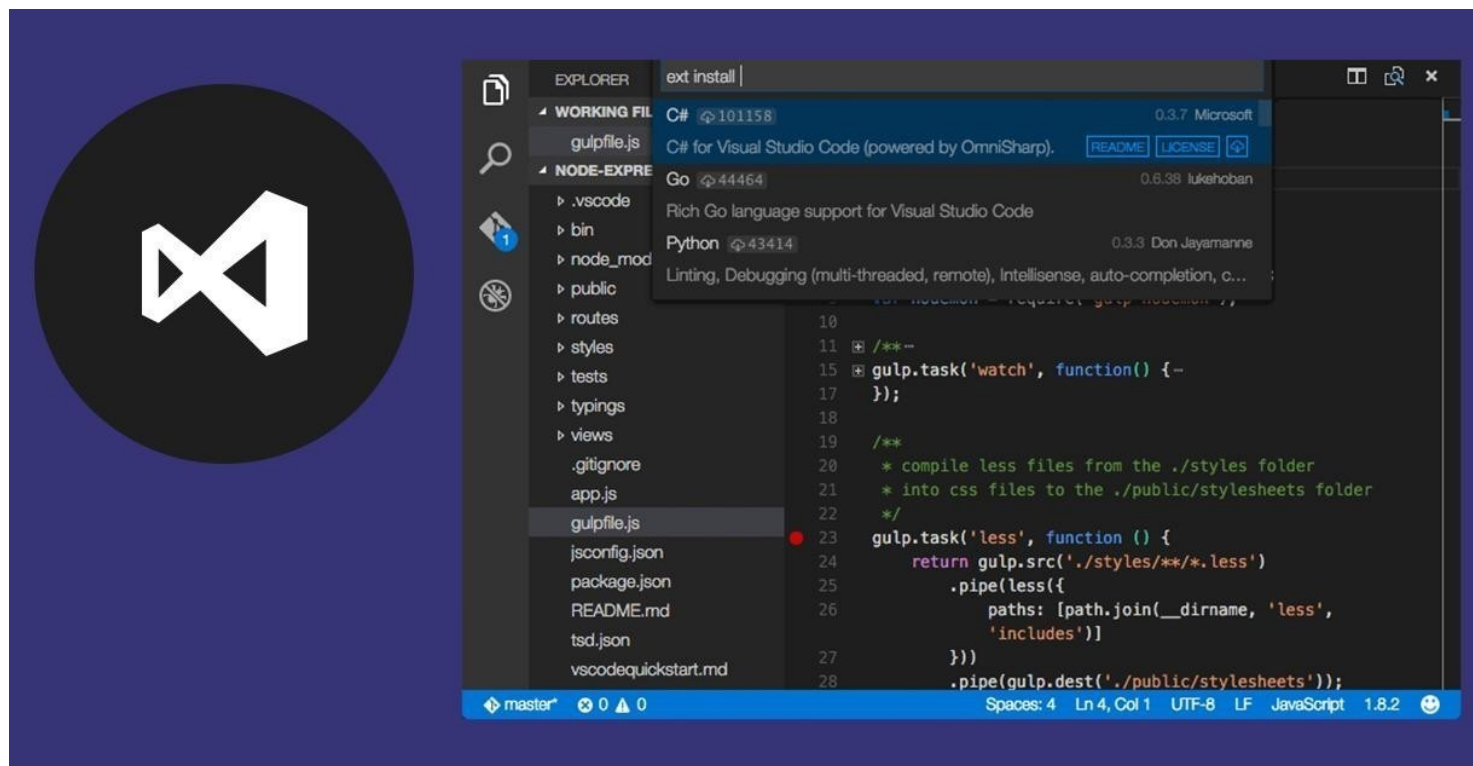 EXPLORER
WORKING FIL
gulpfile.js
NODE-EXPRE
.vscode
bin
node_mod
public
routes
styles
tests
typings
views
.gitignore
app.js
gulpfile.js
jsconfig.json
package.json
README.md
tsd.json
vscodequickstart.md
1
ext install
C# 101158 0.3.7 Microsoft
C# for Visual Studio Code (powered by OmniSharp). README LICENSE
Go 44464 0.6.38 lukehoban
Rich Go language support for Visual Studio Code
Python 43414 0.3.3 Don Jayamanne
Linting, Debugging (multi-threaded, remote), Intellisense, auto-completion, c...
10
11 /**
15 gulp.task('watch', function() {
17 });
18
19 /**
20 * compile less files from the ./styles folder
21 * into css files to the ./public/stylesheets folder
22 */
23 gulp.task('less', function () {
24 return gulp.src('./styles/**/*.less')
25 .pipe(less({
26 paths: [path.join(__dirname, 'less',
'includes')]
27 }))
28 .pipe(gulp.dest('./public/stylesheets'));
master* 0 0 Spaces: 4 Ln 4, Col 1 UTF-8 LF JavaScript 1.8.2